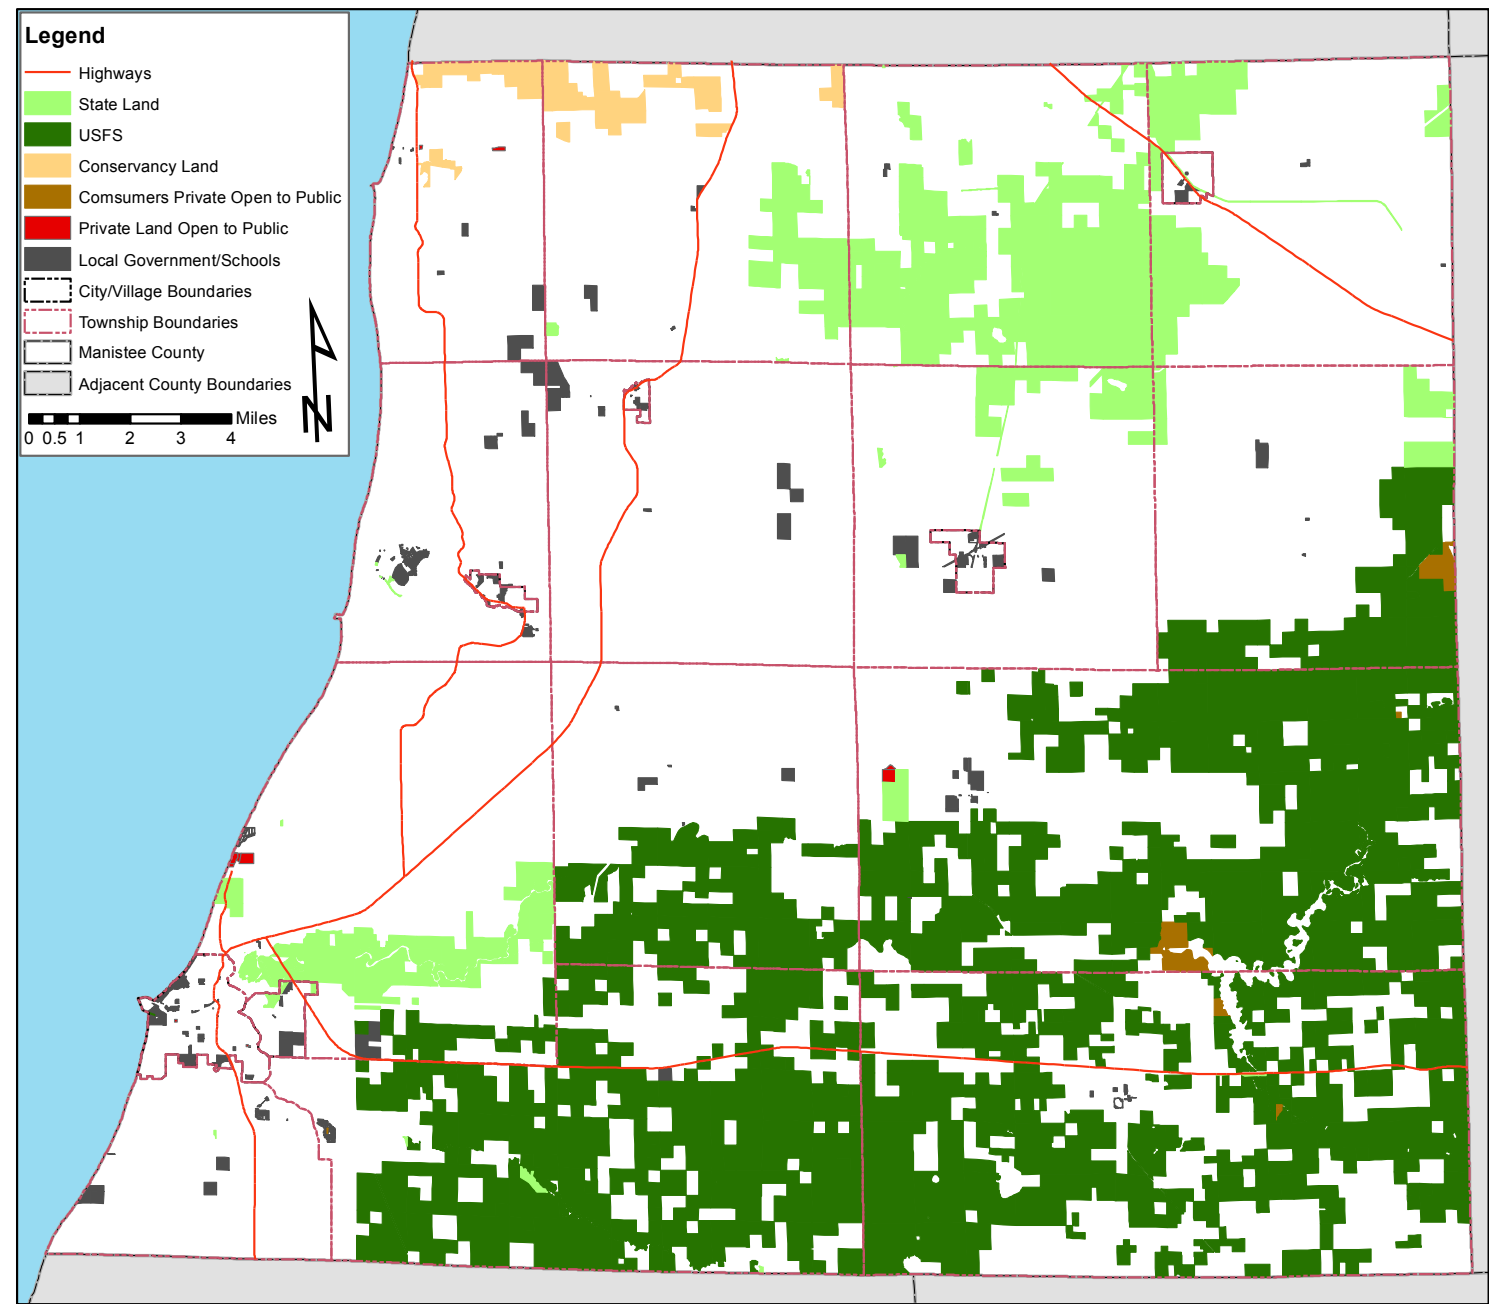 Legend
Highways
State Land
USFS
Conservancy Land
Comsumers Private Open to Public
Private Land Open to Public
Local Government/Schools
City/Village Boundaries
Township Boundaries
Manistee County
Adjacent County Boundaries
Miles
0 0.5 1 2 3 4
N